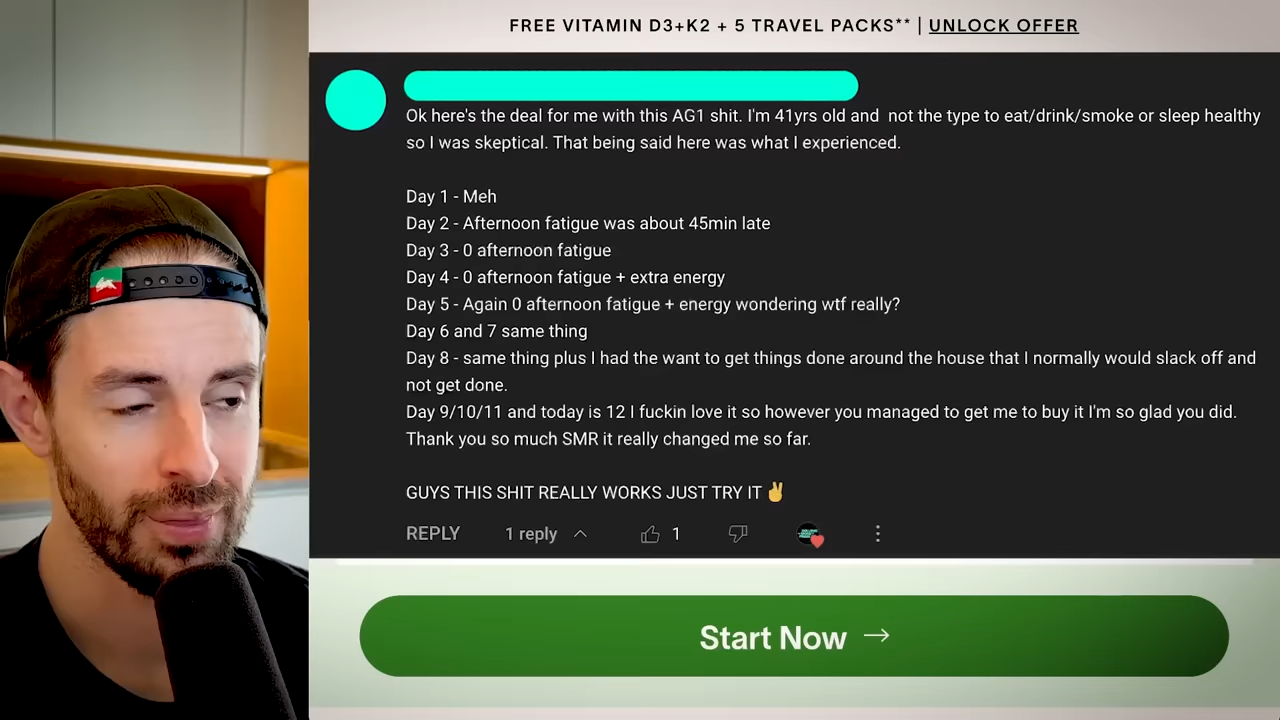 FREE VITAMIN D3+K2 + 5 TRAVEL PACKS** | UNLOCK OFFER
Ok here's the deal for me with this AG1 shit. I'm 41yrs old and  not the type to eat/drink/smoke or sleep healthy
so I was skeptical. That being said here was what I experienced.
Day 1 - Meh
Day 2 - Afternoon fatigue was about 45min late
Day 3 - 0 afternoon fatigue
Day 4 - 0 afternoon fatigue + extra energy
Day 5 - Again 0 afternoon fatigue + energy wondering wtf really?
Day 6 and 7 same thing
Day 8 - same thing plus I had the want to get things done around the house that I normally would slack off and
not get done.
Day 9/10/11 and today is 12 I fuckin love it so however you managed to get me to buy it I'm so glad you did.
Thank you so much SMR it really changed me so far.
GUYS THIS SHIT REALLY WORKS JUST TRY IT ✌️
REPLY 1 reply 1
Start Now →